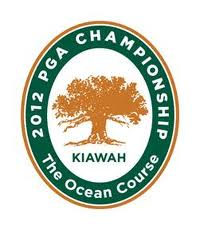 2012 PGA CHAMPIONSHIP
KIAWAH
The Ocean Course